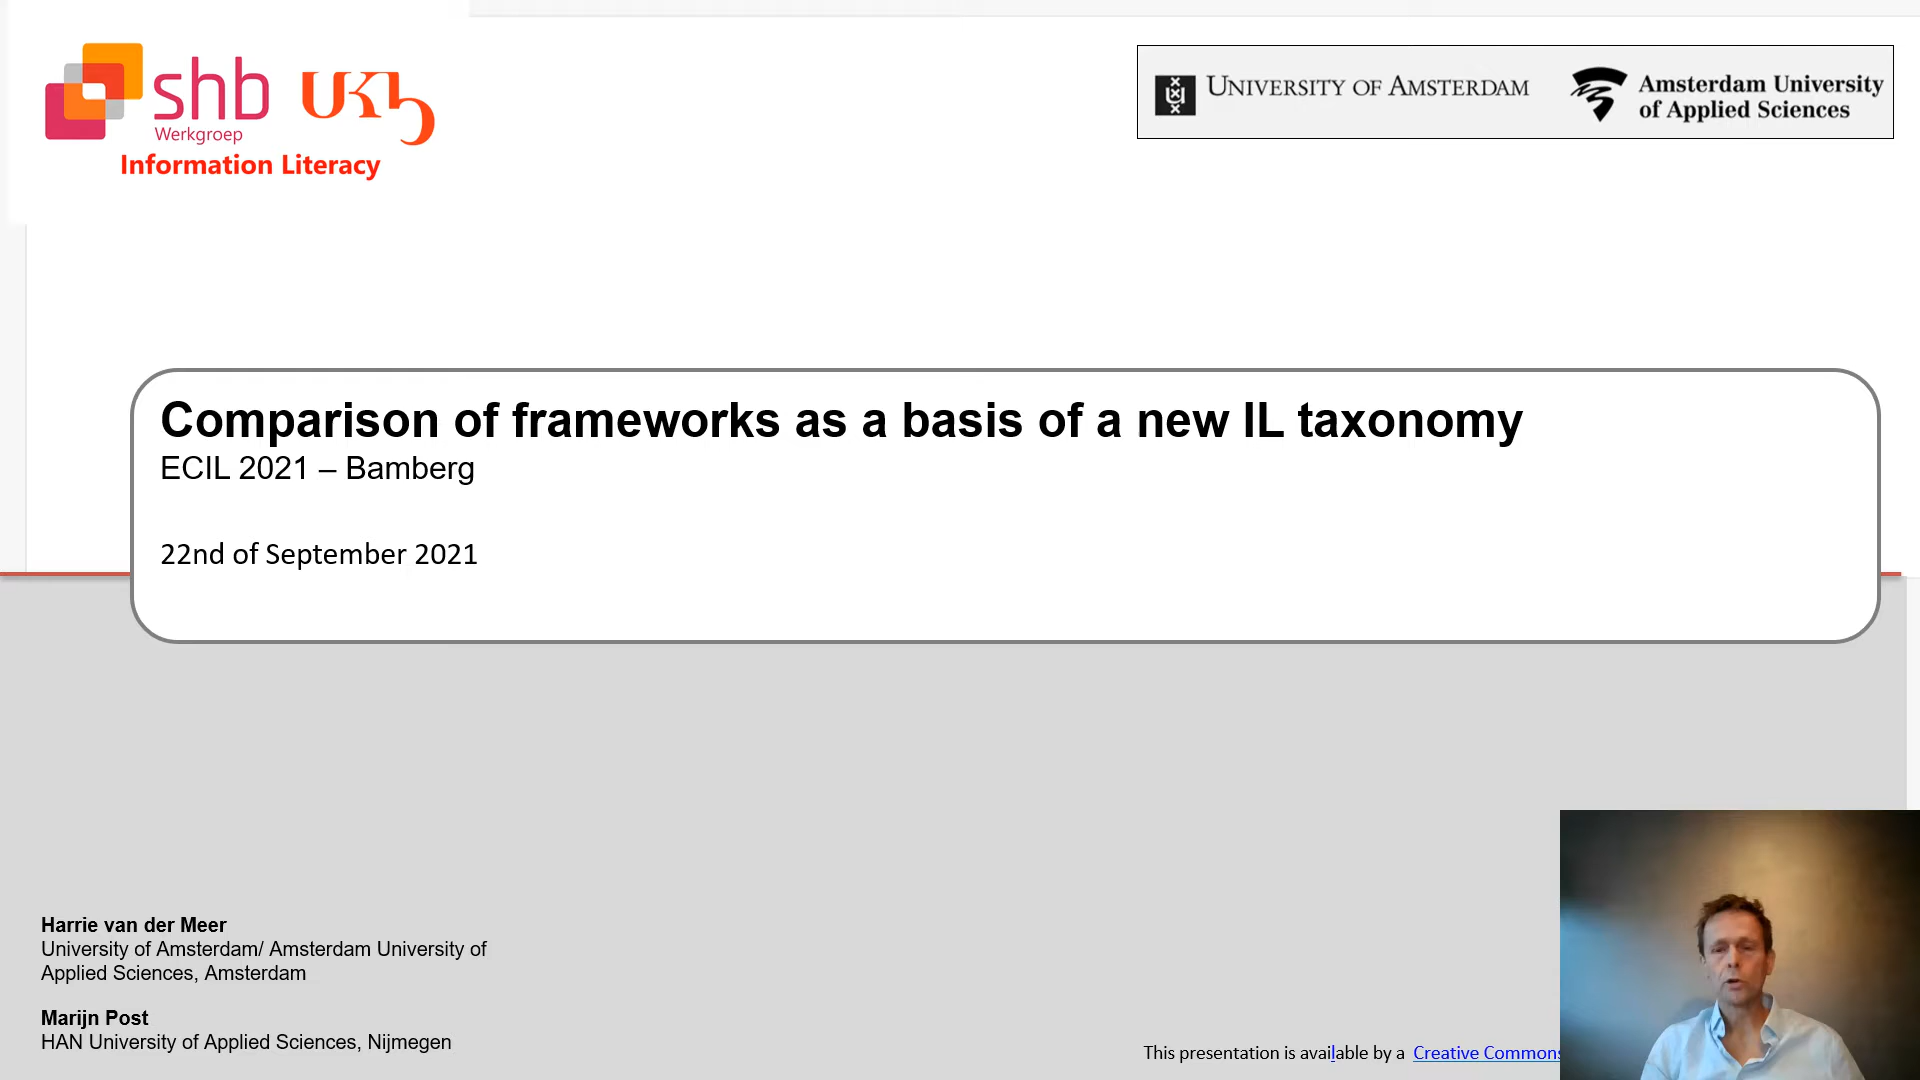 shb
Werkgroep
UKb
Information Literacy
UNIVERSITY OF AMSTERDAM
Amsterdam University
of Applied Sciences
Comparison of frameworks as a basis of a new IL taxonomy
ECIL 2021 – Bamberg
22nd of September 2021
Harrie van der Meer
University of Amsterdam/ Amsterdam University of
Applied Sciences, Amsterdam
Marijn Post
HAN University of Applied Sciences, Nijmegen
This presentation is available by a Creative Commons